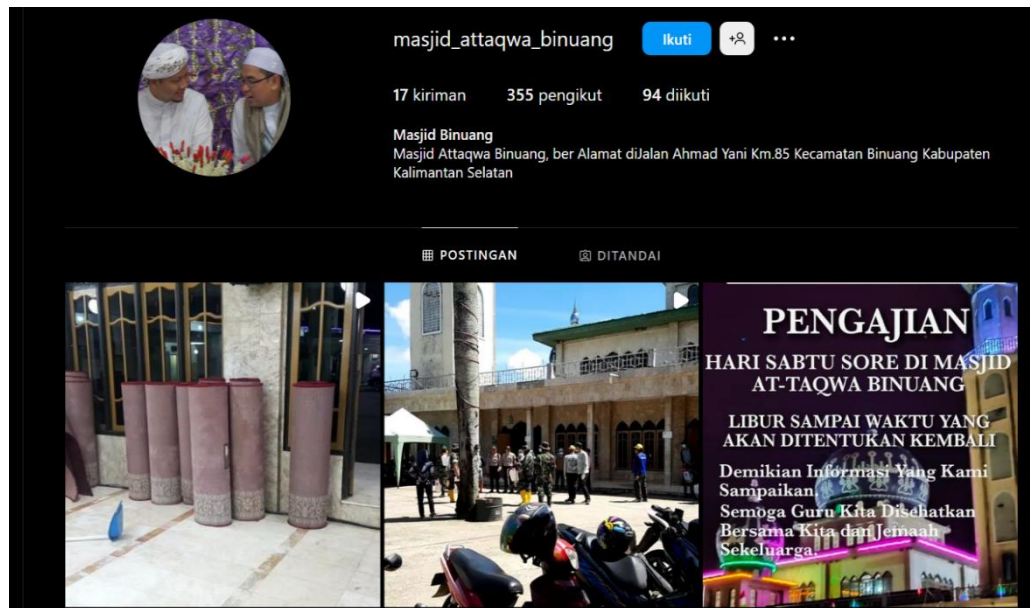 masjid_attaqwa_binuang Ikuti
17 kiriman 355 pengikut 94 diikuti
Masjid Binuang
Masjid Attaqwa Binuang, ber Alamat diJalan Ahmad Yani Km.85 Kecamatan Binuang Kabupaten
Kalimantan Selatan
POSTINGAN DITANDAI
PENGAJIAN
HARI SABTU SORE DI MASJID
AT-TAQWA BINUANG
LIBUR SAMPAI WAKTU YANG
AKAN DITENTUKAN KEMBALI
Demikian Informasi Yang Kami
Sampaikan.
Semoga Guru Kita Disehatkan
Bersama Kita dan Jemaah
Sekeluarga.